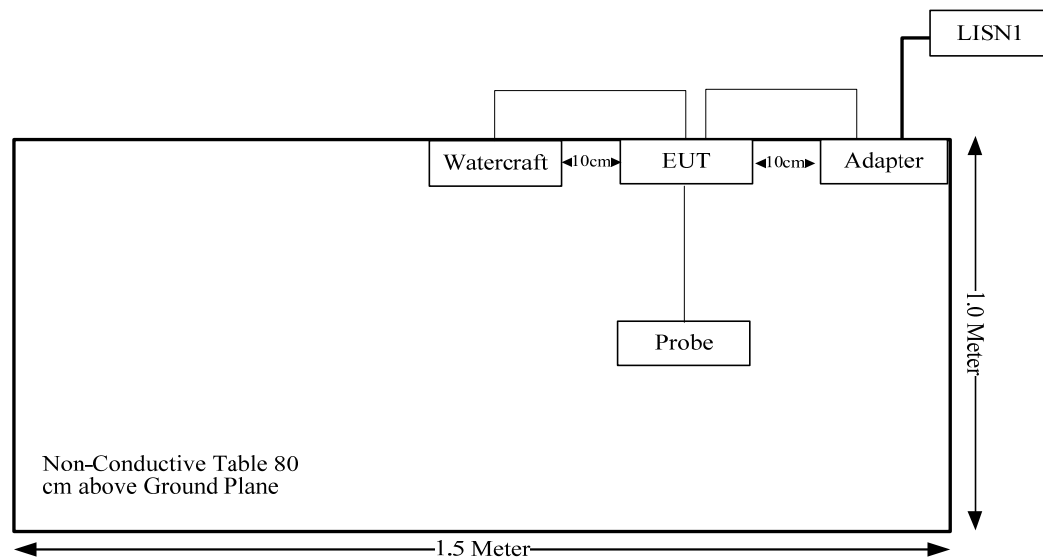 LISN1
Watercraft
10cm
EUT
10cm
Adapter
1.0 Meter
Probe
Non-Conductive Table 80
cm above Ground Plane
1.5 Meter